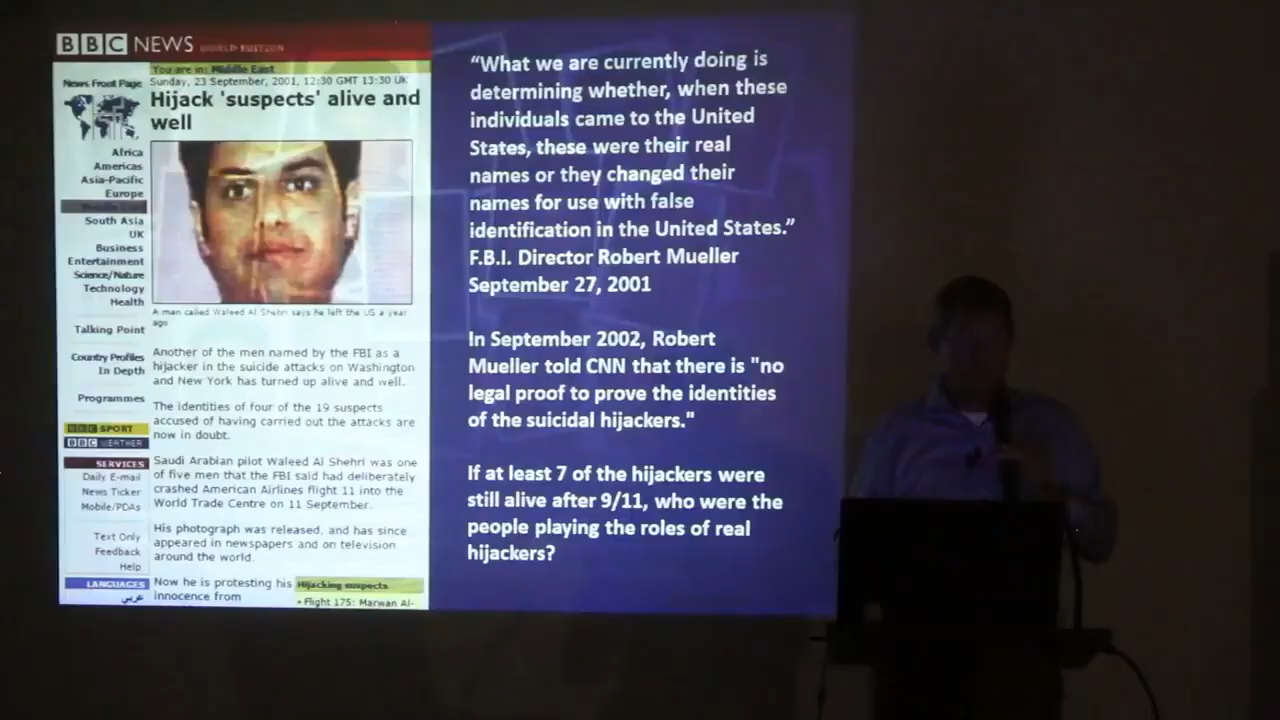 BBC NEWS WORLD EDITION
You are in: Middle East
News Front Page
Sunday, 23 September, 2001, 12:30 GMT 13:30 UK
Hijack 'suspects' alive and
well
Africa
Americas
Asia-Pacific
Europe
Middle East
South Asia
UK
Business
Entertainment
Science/Nature
Technology
Health
Talking Point
Country Profiles
In Depth
Programmes
BBC SPORT
BBC WEATHER
SERVICES
Daily E-mail
News Ticker
Mobile/PDAs
Text Only
Feedback
Help
LANGUAGES
عربي
A man called Waleed Al Shehri says he left the US a year
ago
Another of the men named by the FBI as a
hijacker in the suicide attacks on Washington
and New York has turned up alive and well.
The identities of four of the 19 suspects
accused of having carried out the attacks are
now in doubt.
Saudi Arabian pilot Waleed Al Shehri was one
of five men that the FBI said had deliberately
crashed American Airlines flight 11 into the
World Trade Centre on 11 September.
His photograph was released, and has since
appeared in newspapers and on television
around the world.
Now he is protesting his
innocence from
Hijacking suspects
• Flight 175: Marwan Al-
“What we are currently doing is
determining whether, when these
individuals came to the United
States, these were their real
names or they changed their
names for use with false
identification in the United States.”
F.B.I. Director Robert Mueller
September 27, 2001
In September 2002, Robert
Mueller told CNN that there is "no
legal proof to prove the identities
of the suicidal hijackers."
If at least 7 of the hijackers were
still alive after 9/11, who were the
people playing the roles of real
hijackers?